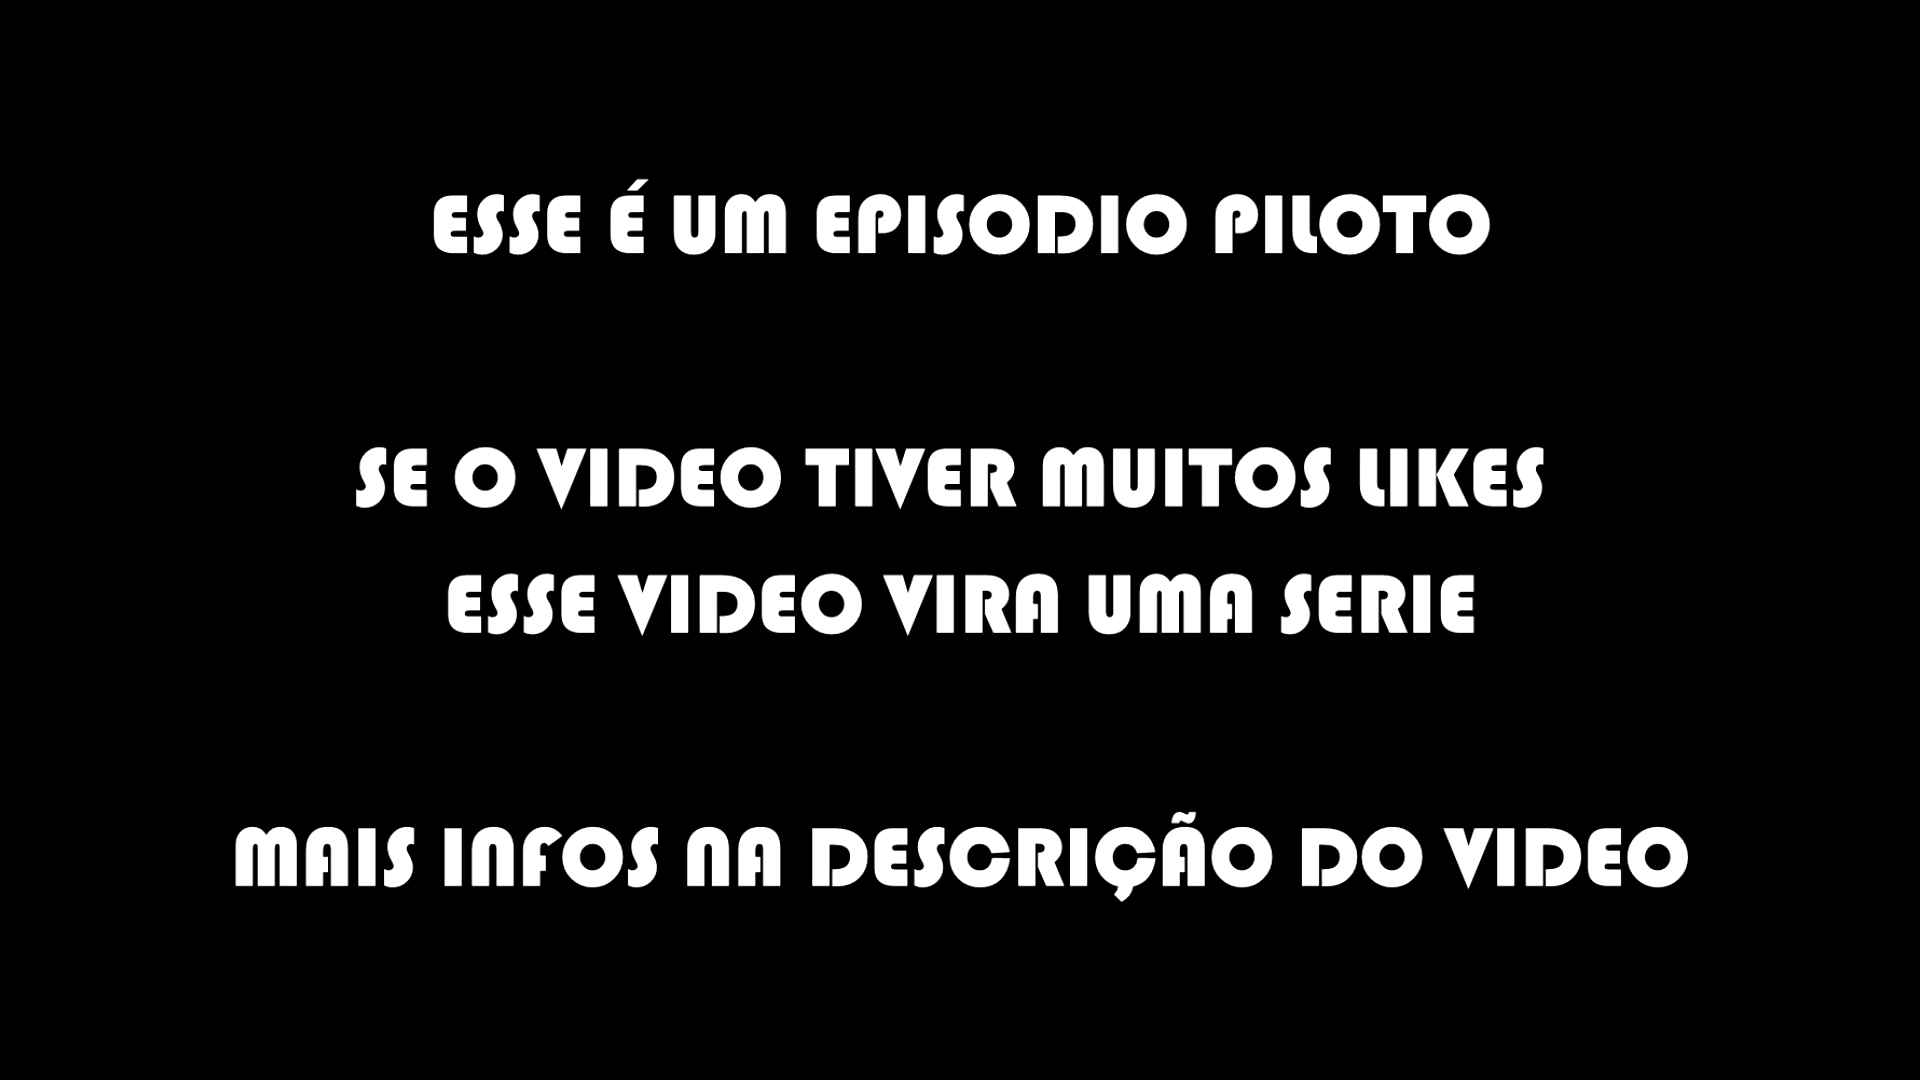 ESSE É UM EPISODIO PILOTO
SE O VIDEO TIVER MUITOS LIKES
ESSE VIDEO VIRA UMA SERIE
MAIS INFOS NA DESCRIÇÃO DO VIDEO